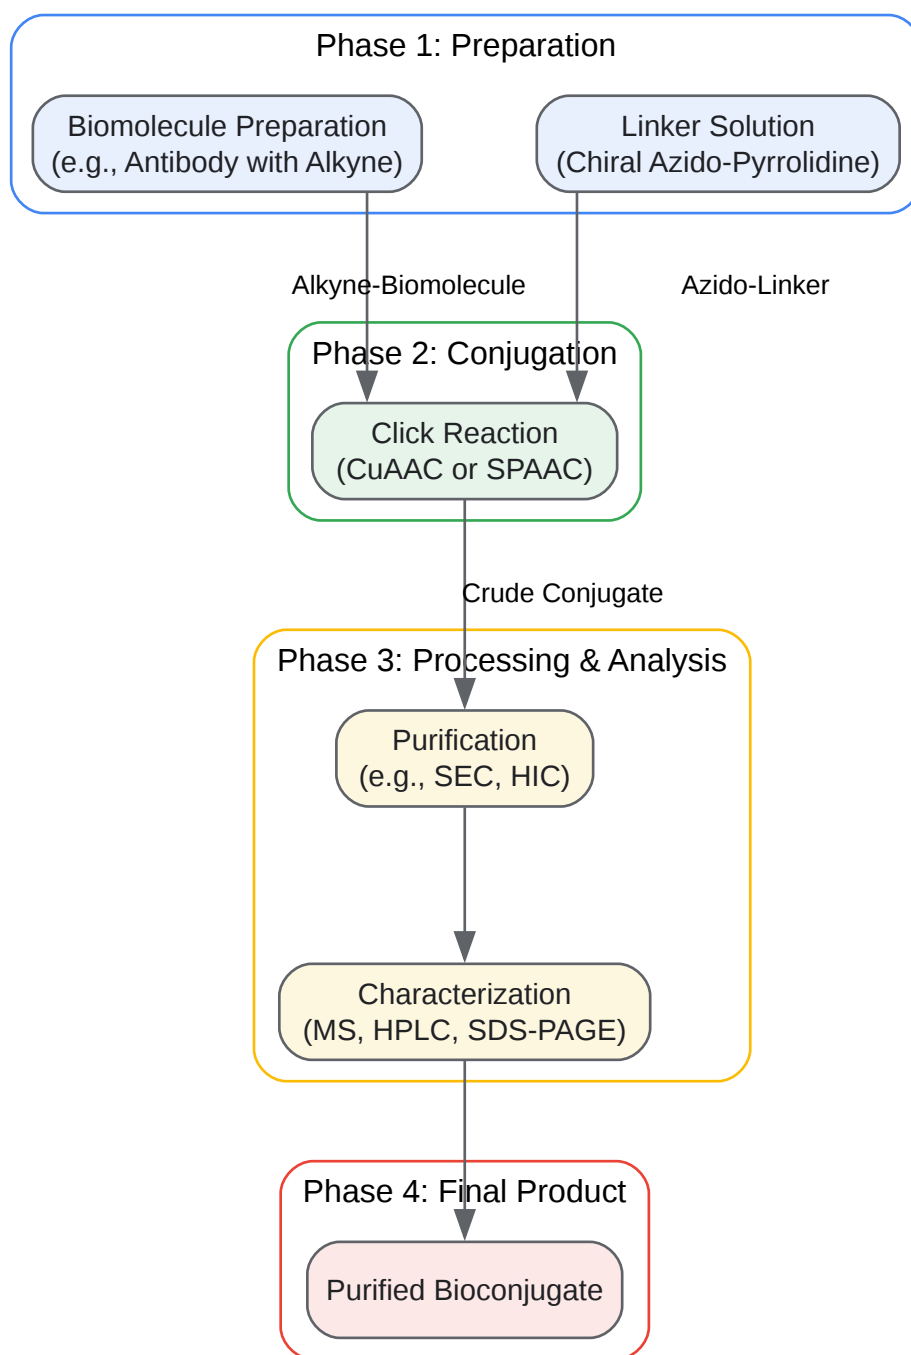 Phase 1: Preparation
Biomolecule Preparation
(e.g., Antibody with Alkyne)
Linker Solution
(Chiral Azido-Pyrrolidine)
Alkyne-Biomolecule
Azido-Linker
Phase 2: Conjugation
Click Reaction
(CuAAC or SPAAC)
Crude Conjugate
Phase 3: Processing & Analysis
Purification
(e.g., SEC, HIC)
Characterization
(MS, HPLC, SDS-PAGE)
Phase 4: Final Product
Purified Bioconjugate